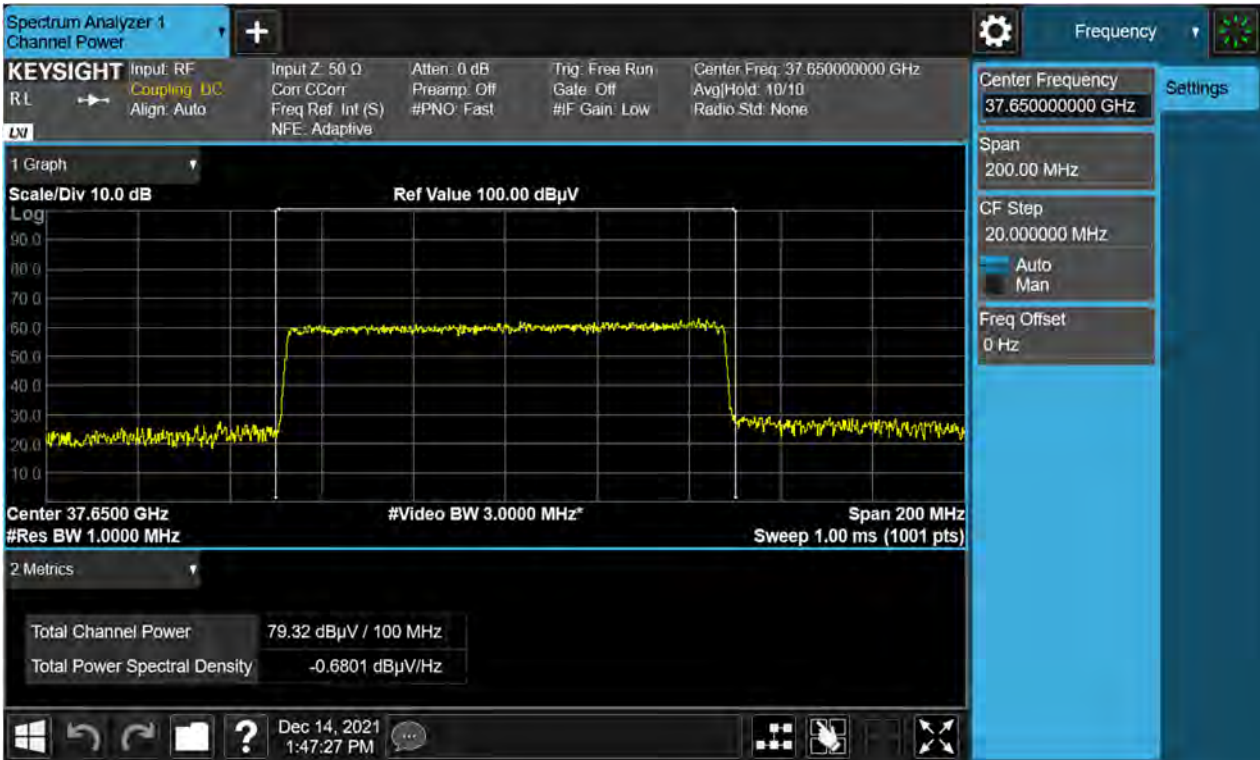 Spectrum Analyzer 1
Channel Power
+
Frequency
KEYSIGHT
Input: RF
Coupling: DC
Align: Auto
Input Z: 50 Ω
Corr CCorr
Freq Ref: Int (S)
NFE: Adaptive
Atten: 0 dB
Preamp: Off
#PNO: Fast
Trig: Free Run
Gate: Off
#IF Gain: Low
Center Freq: 37.650000000 GHz
Avg|Hold: 10/10
Radio Std: None
R L
LXI
Center Frequency
37.650000000 GHz
Settings
Span
200.00 MHz
CF Step
20.000000 MHz
Auto
Man
Freq Offset
0 Hz
1 Graph
Scale/Div 10.0 dB
Ref Value 100.00 dBµV
Log
90.0
80.0
70.0
60.0
50.0
40.0
30.0
20.0
10.0
Center 37.6500 GHz
#Video BW 3.0000 MHz*
Span 200 MHz
#Res BW 1.0000 MHz
Sweep 1.00 ms (1001 pts)
2 Metrics
Total Channel Power
79.32 dBµV / 100 MHz
Total Power Spectral Density
-0.6801 dBµV/Hz
?
Dec 14, 2021
1:47:27 PM